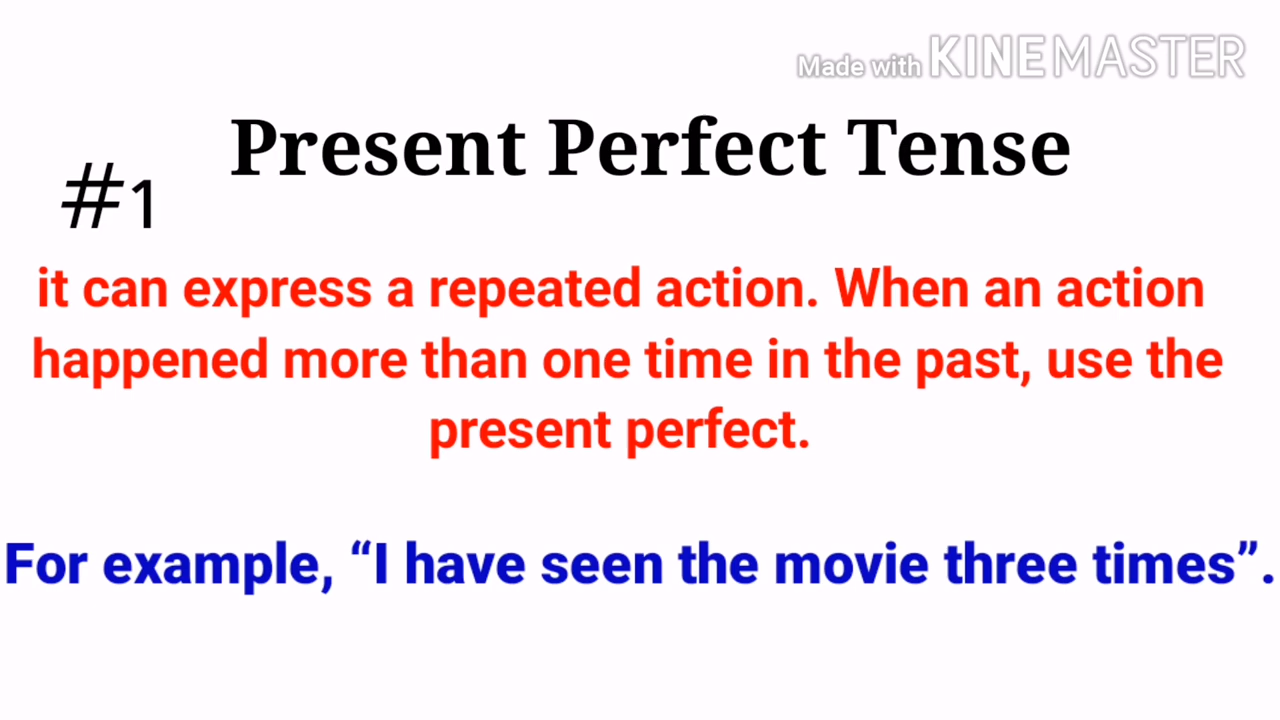 Made with KINEMASTER
Present Perfect Tense
#1
it can express a repeated action. When an action
happened more than one time in the past, use the
present perfect.
For example, “I have seen the movie three times”.